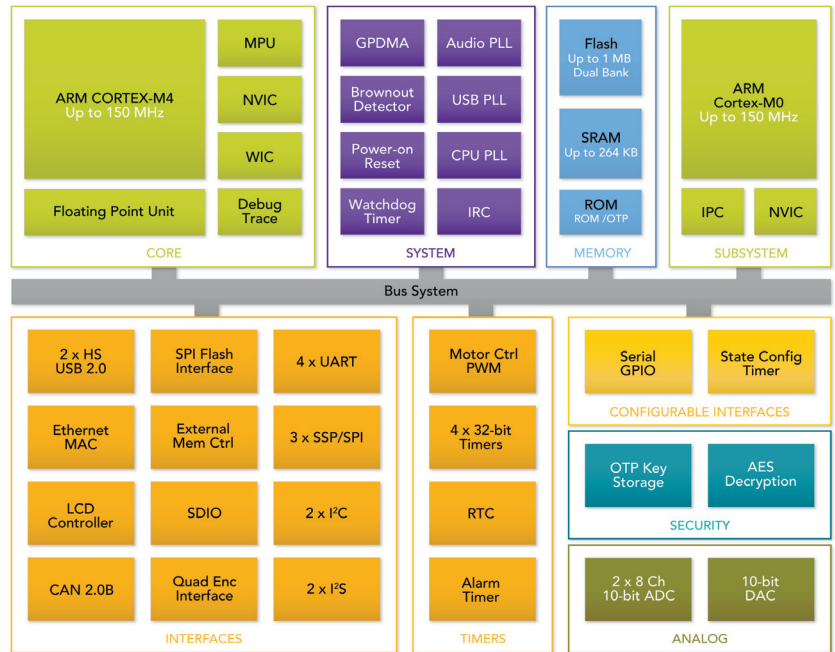 ARM CORTEX-M4
Up to 150 MHz
MPU
NVIC
WIC
Floating Point Unit
Debug
Trace
CORE
GPDMA
Audio PLL
Brownout
Detector
USB PLL
Power-on
Reset
CPU PLL
Watchdog
Timer
IRC
SYSTEM
Flash
Up to 1 MB
Dual Bank
SRAM
Up to 264 KB
ROM
ROM /OTP
MEMORY
ARM
Cortex-M0
Up to 150 MHz
IPC
NVIC
SUBSYSTEM
Bus System
2 x HS
USB 2.0
SPI Flash
Interface
4 x UART
Ethernet
MAC
External
Mem Ctrl
3 x SSP/SPI
LCD
Controller
SDIO
2 x I²C
CAN 2.0B
Quad Enc
Interface
2 x I²S
INTERFACES
Motor Ctrl
PWM
4 x 32-bit
Timers
RTC
Alarm
Timer
TIMERS
Serial
GPIO
State Config
Timer
CONFIGURABLE INTERFACES
OTP Key
Storage
AES
Decryption
SECURITY
2 x 8 Ch
10-bit ADC
10-bit
DAC
ANALOG